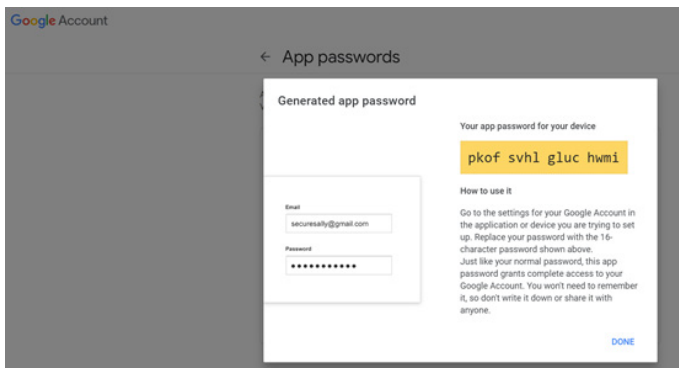 Google Account
← App passwords
Generated app password
Your app password for your device
pkof svhl gluc hwmi
How to use it
Go to the settings for your Google Account in
the application or device you are trying to set
up. Replace your password with the 16-
character password shown above.
Just like your normal password, this app
password grants complete access to your
Google Account. You won't need to remember
it, so don't write it down or share it with
anyone.
Email
securesally@gmail.com
Password
•••••••••••
DONE